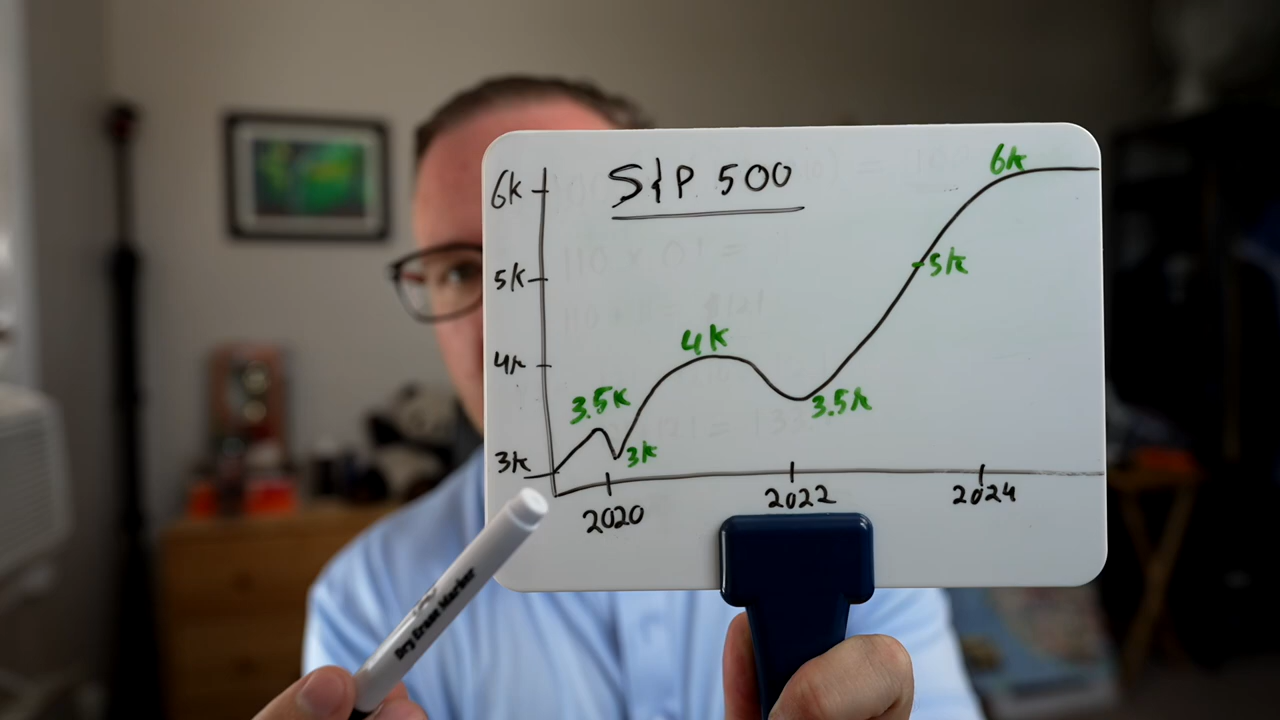 S&P 500
6k
5k
4k
3k
3.5k
3k
4k
3.5k
5k
6k
2020
2022
2024
Dry Erase Marker